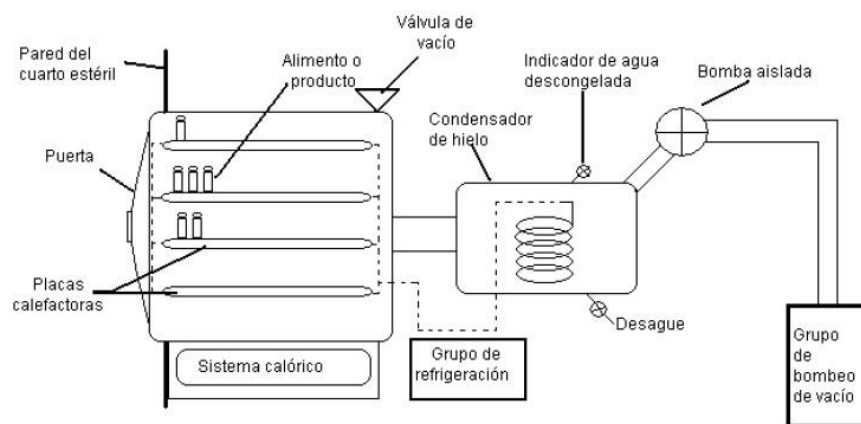 Pared del
cuarto estéril
Alimento o
producto
Válvula de
vacío
Indicador de agua
descongelada
Bomba aislada
Condensador
de hielo
Puerta
Placas
calefactoras
Desague
Sistema calórico
Grupo de
refrigeración
Grupo
de
bombeo
de vacío